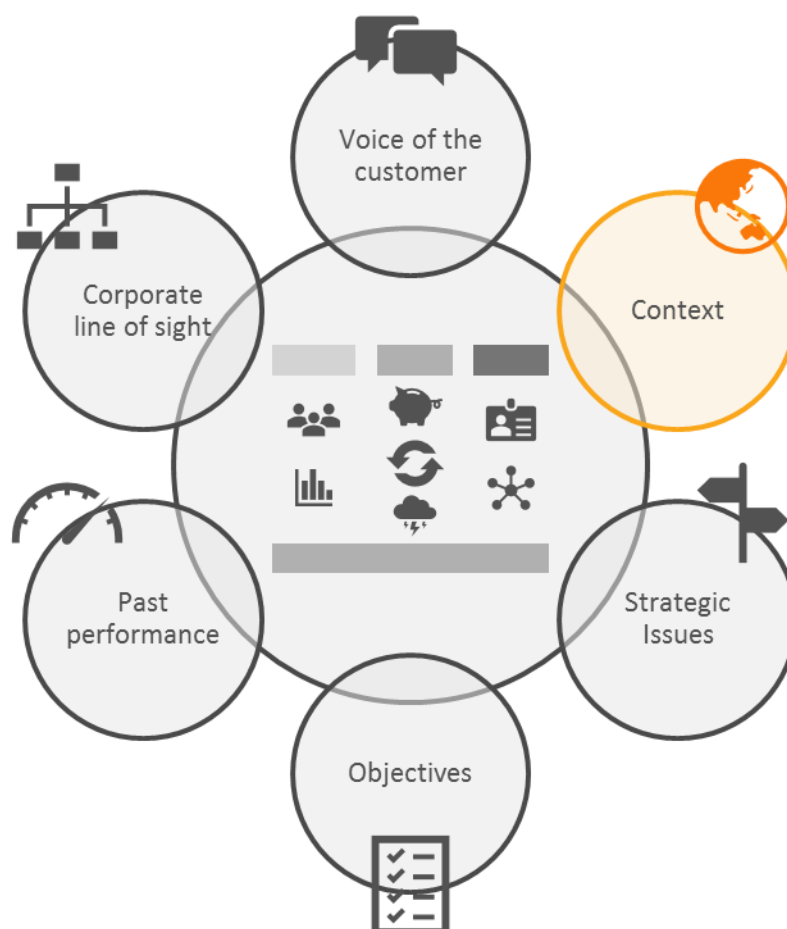 Voice of the
customer
Corporate
line of sight
Context
Past
performance
Strategic
Issues
Objectives